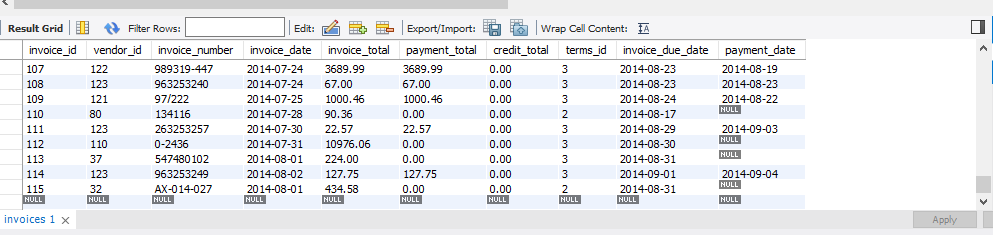 Result Grid Filter Rows: Edit: Export/Import: Wrap Cell Content: IA
invoice_id vendor_id invoice_number invoice_date invoice_total payment_total credit_total terms_id invoice_due_date payment_date
107 122 989319-447 2014-07-24 3689.99 3689.99 0.00 3 2014-08-23 2014-08-19
108 123 963253240 2014-07-24 67.00 67.00 0.00 3 2014-08-23 2014-08-23
109 121 97/222 2014-07-25 1000.46 1000.46 0.00 3 2014-08-24 2014-08-22
110 80 134116 2014-07-28 90.36 0.00 0.00 2 2014-08-17 NULL
111 123 263253257 2014-07-30 22.57 22.57 0.00 3 2014-08-29 2014-09-03
112 110 0-2436 2014-07-31 10976.06 0.00 0.00 3 2014-08-30 NULL
113 37 547480102 2014-08-01 224.00 0.00 0.00 3 2014-08-31 NULL
114 123 963253249 2014-08-02 127.75 127.75 0.00 3 2014-09-01 2014-09-04
115 32 AX-014-027 2014-08-01 434.58 0.00 0.00 2 2014-08-31 NULL
NULL NULL NULL NULL NULL NULL NULL NULL NULL NULL
invoices 1 Apply